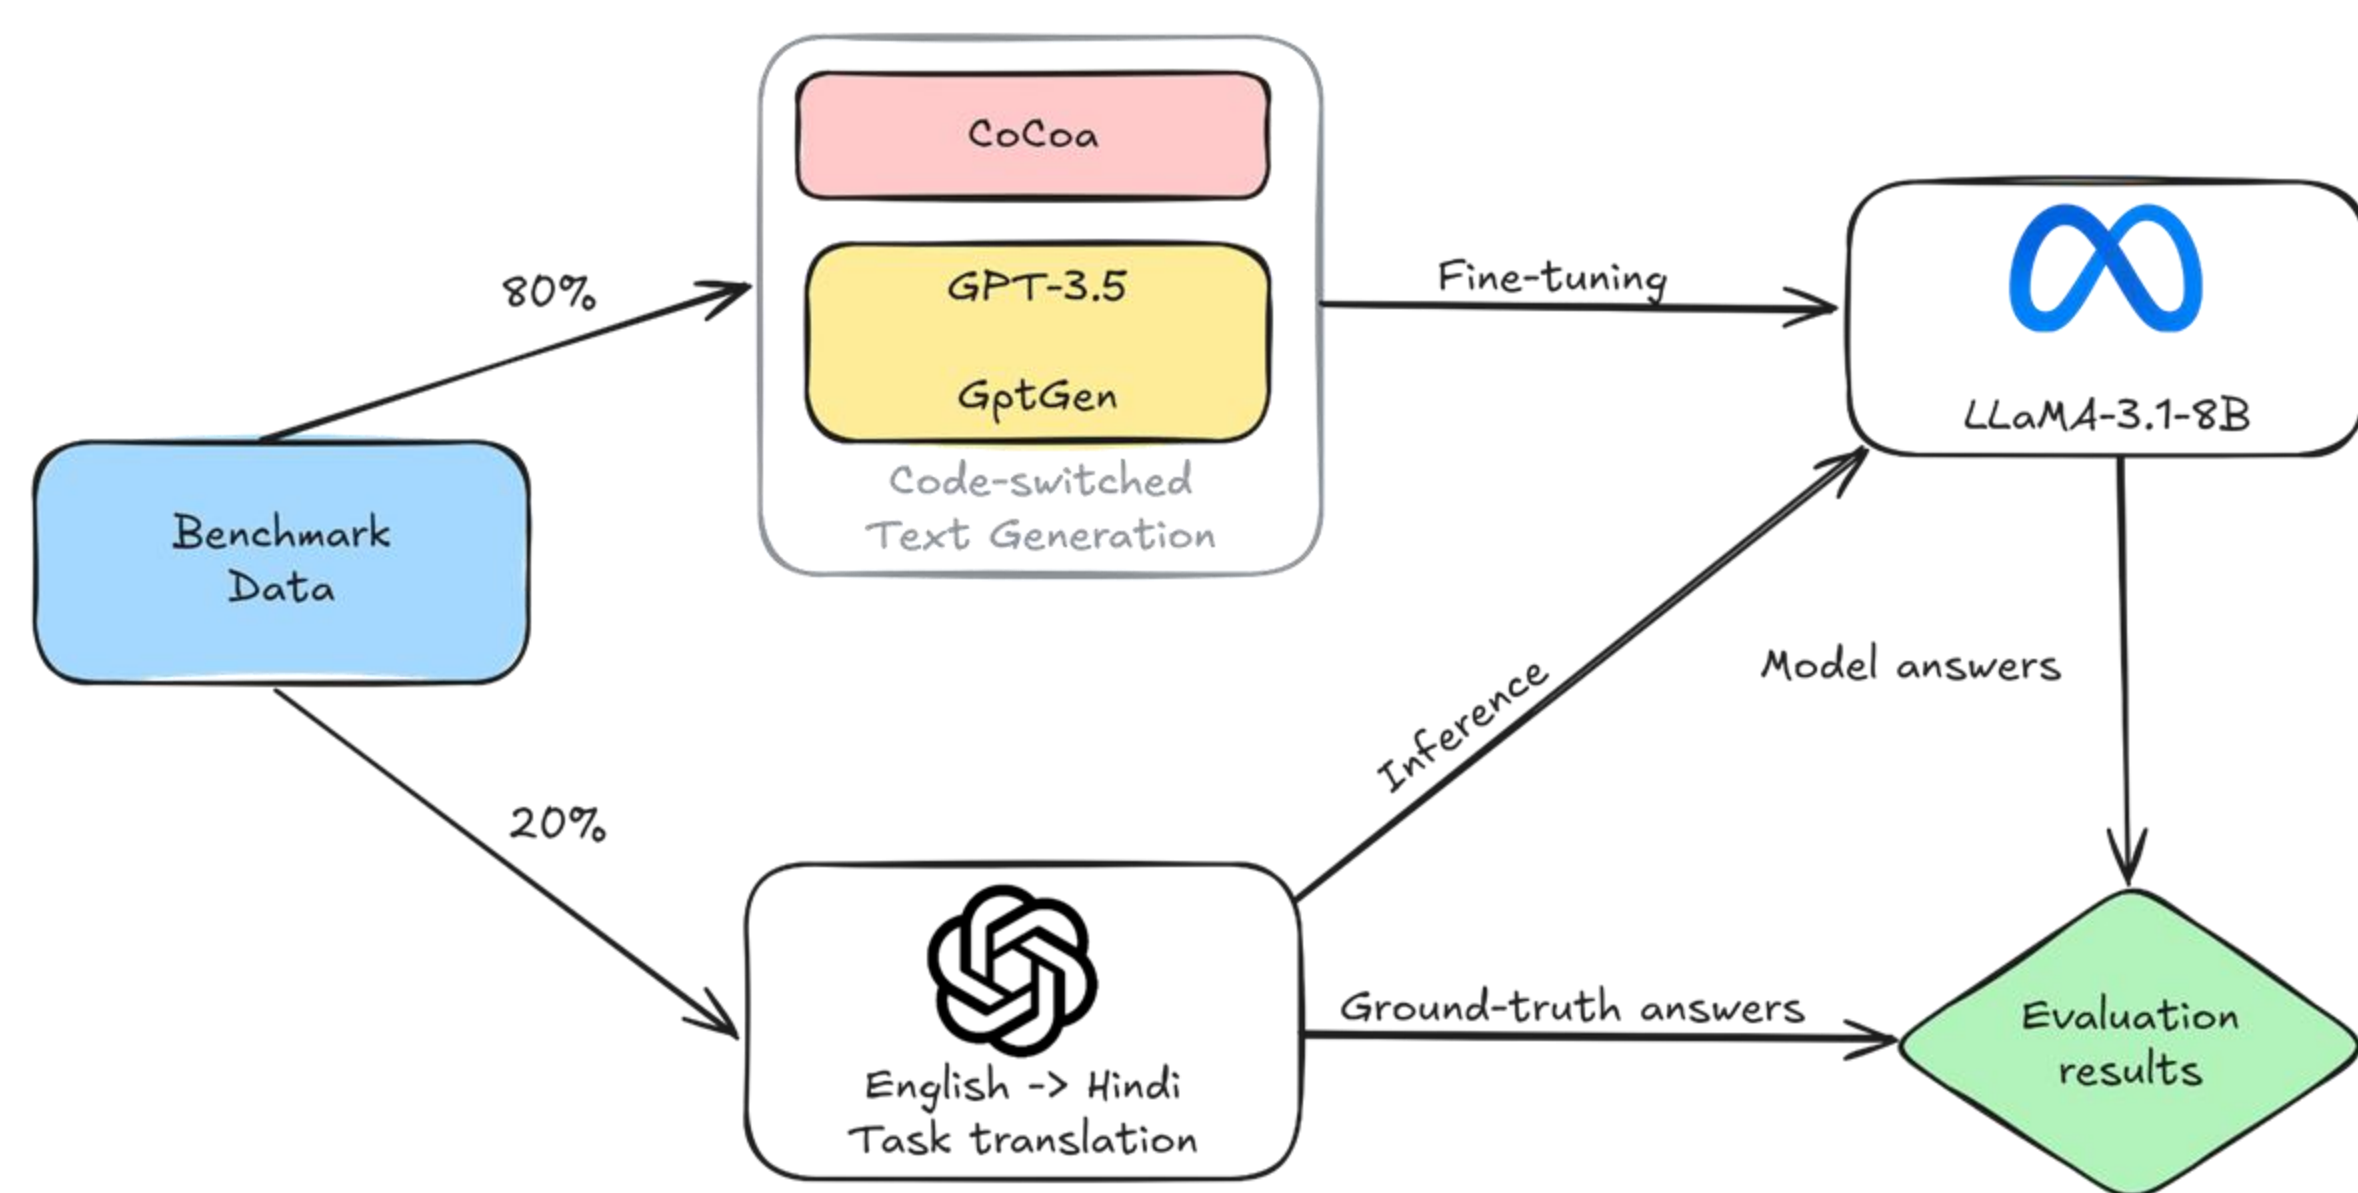 CoCoa
GPT-3.5
GptGen
Code-switched
Text Generation
80%
Fine-tuning
LLaMA-3.1-8B
Benchmark
Data
Model answers
Inference
20%
Ground-truth answers
English -> Hindi
Task translation
Evaluation
results